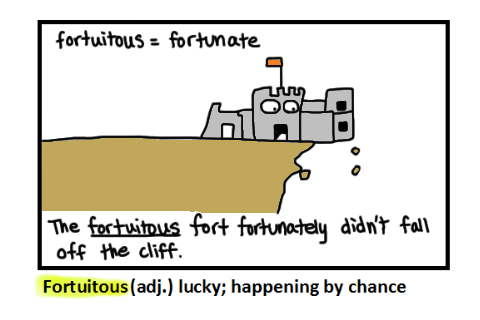 fortuitous = fortunate
The fortuitous fort fortunately didn't fall
off the cliff.
Fortuitous (adj.) lucky; happening by chance